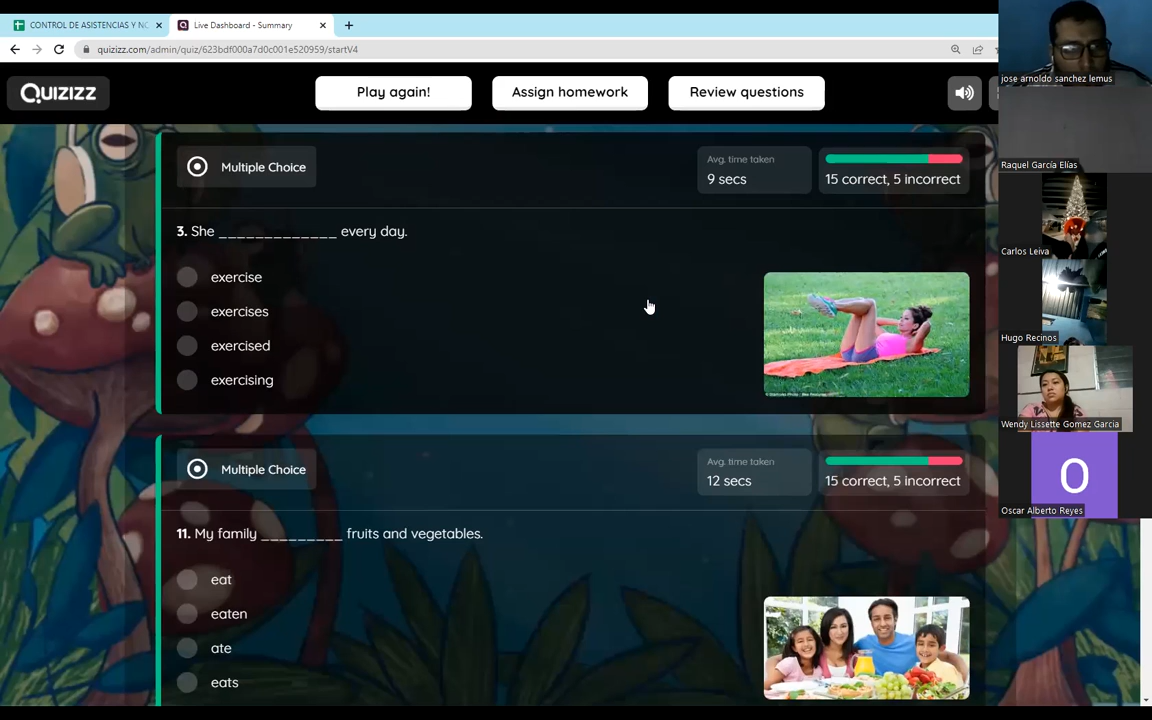 CONTROL DE ASISTENCIAS Y NO
Live Dashboard - Summary
quizizz.com/admin/quiz/623bdf000a7d0c001e520959/startV4
Quizizz
Play again!
Assign homework
Review questions
Multiple Choice
Avg. time taken
9 secs
15 correct, 5 incorrect
3. She _____________ every day.
exercise
exercises
exercised
exercising
Multiple Choice
Avg. time taken
12 secs
15 correct, 5 incorrect
11. My family _________ fruits and vegetables.
eat
eaten
ate
eats
jose arnoldo sanchez lemus
Raquel García Elías
Carlos Leiva
Hugo Recinos
Wendy Lissette Gomez Garcia
O
Oscar Alberto Reyes